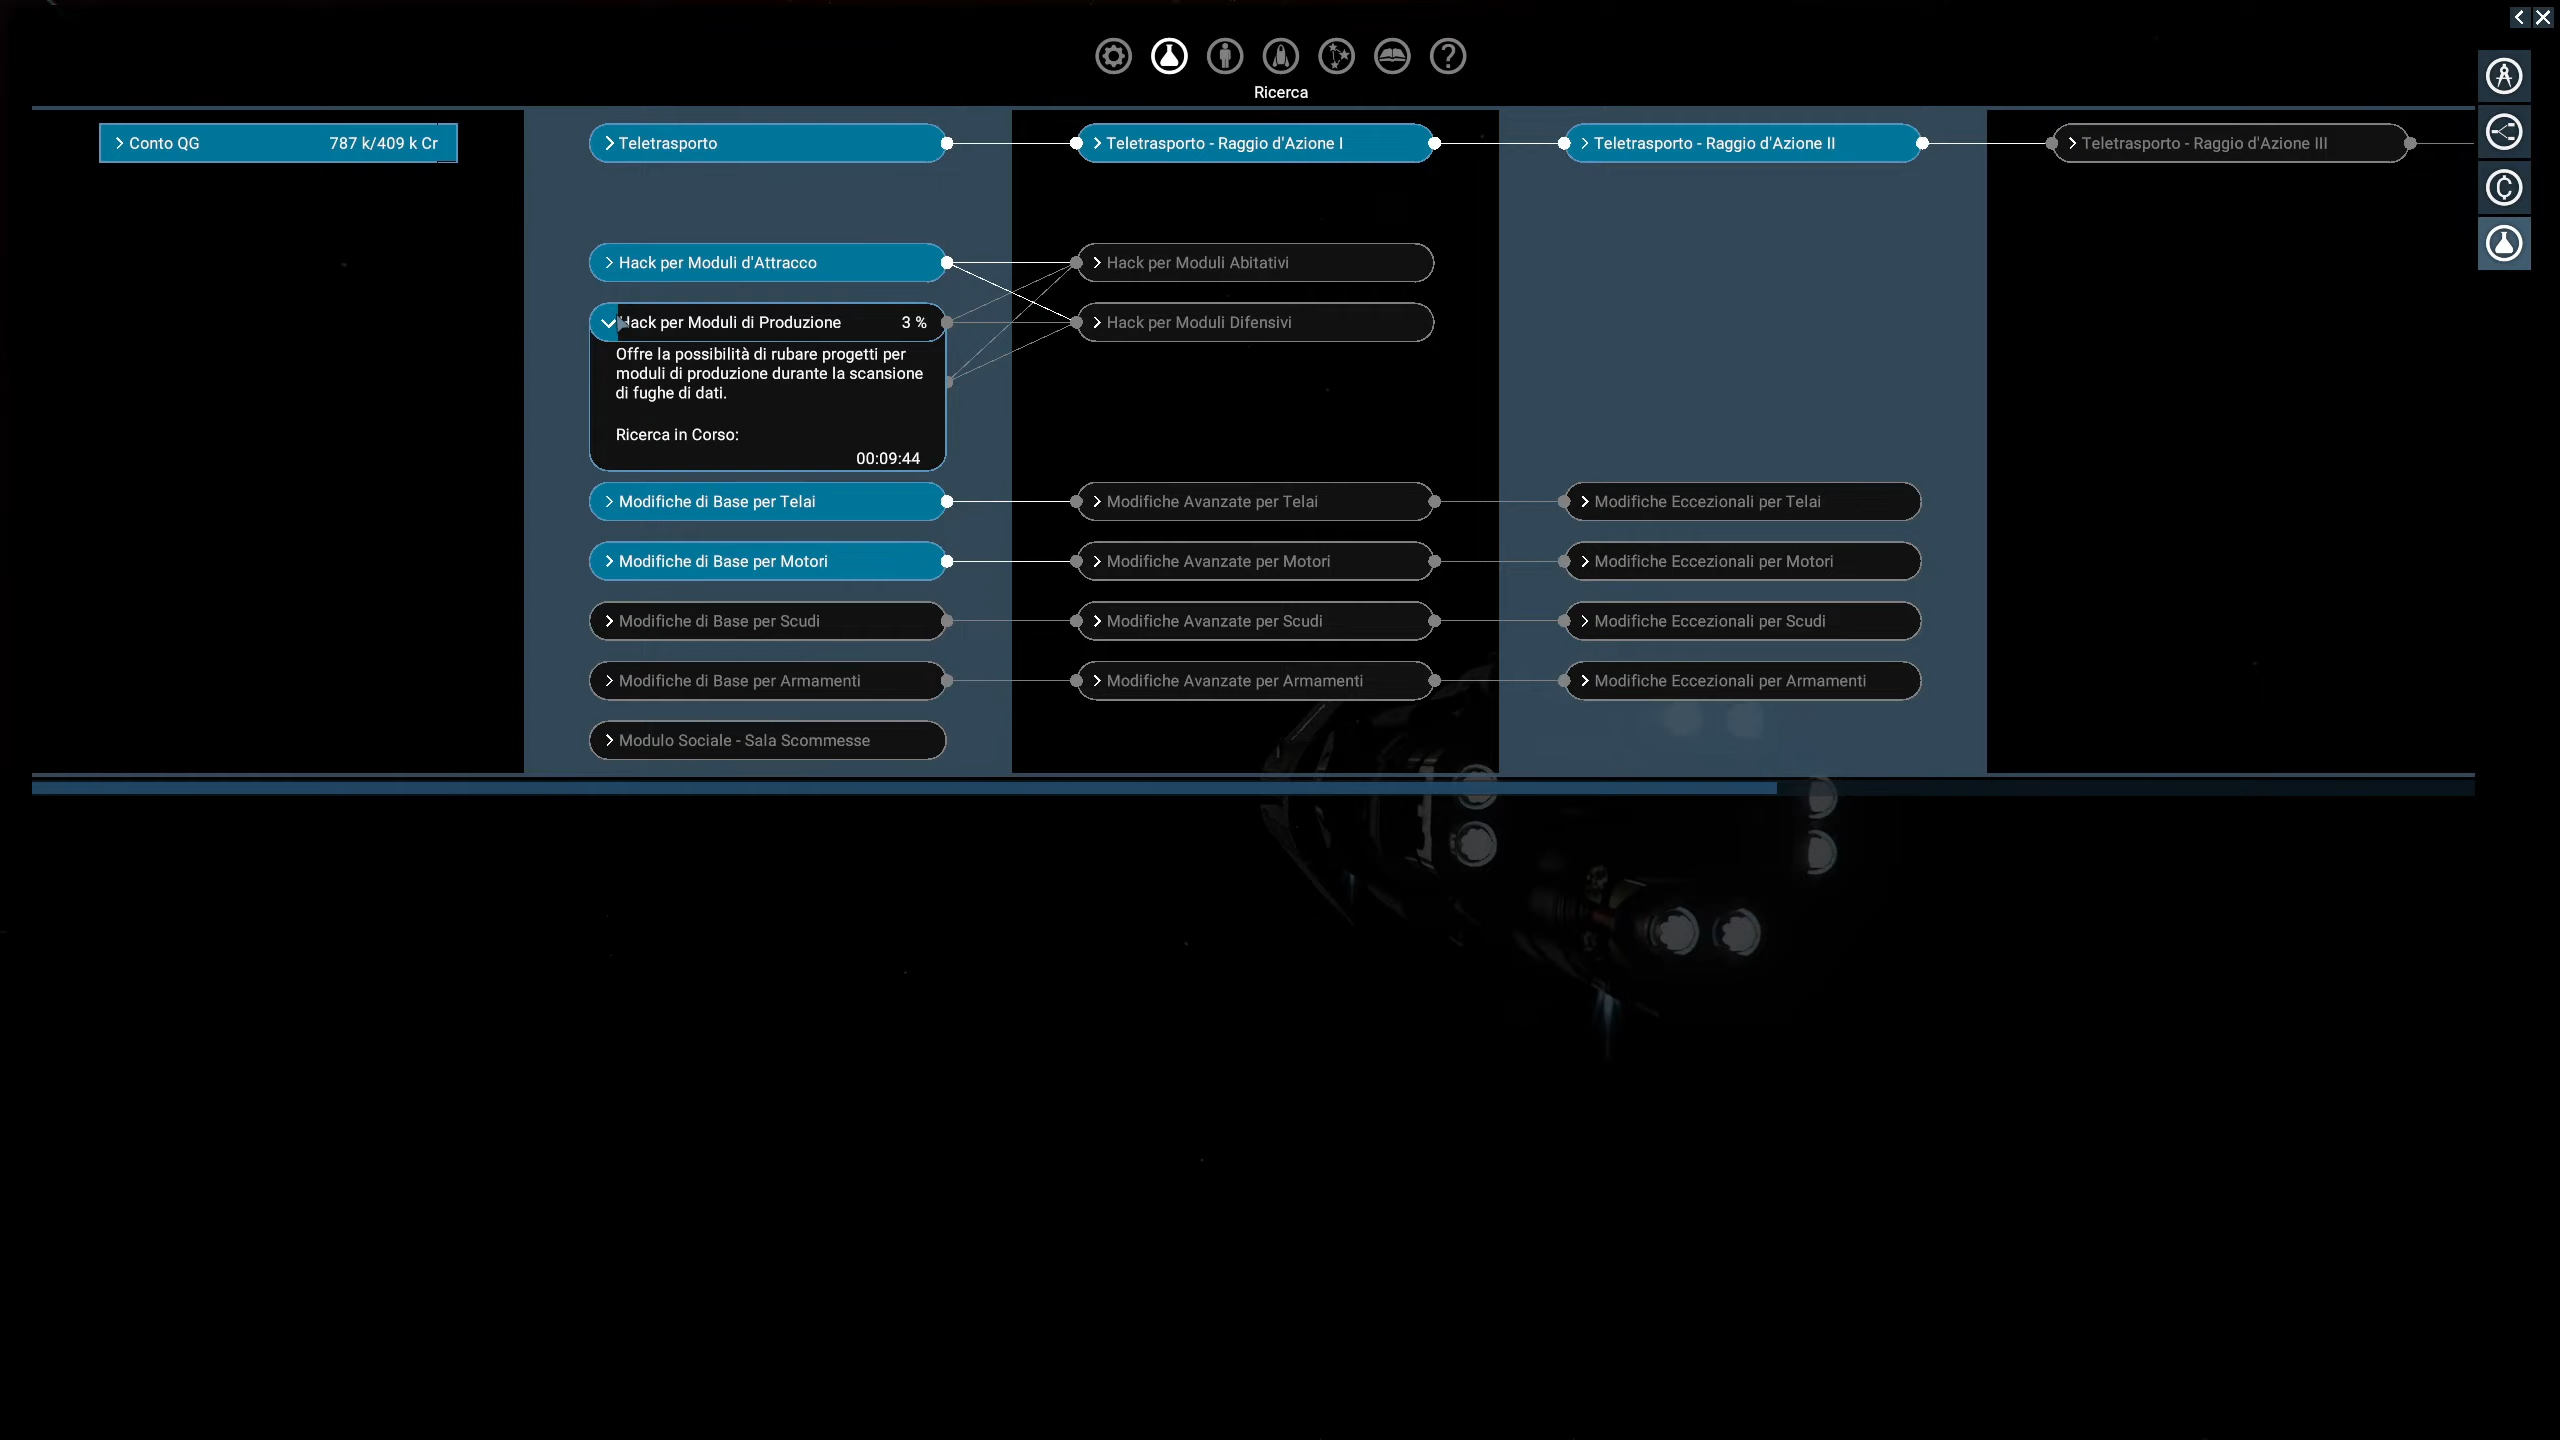 Ricerca
Conto QG 787 k/409 k Cr
Teletrasporto
Teletrasporto - Raggio d'Azione I
Teletrasporto - Raggio d'Azione II
Teletrasporto - Raggio d'Azione III
Hack per Moduli d'Attracco
Hack per Moduli Abitativi
Hack per Moduli di Produzione 3 %
Hack per Moduli Difensivi
Offre la possibilità di rubare progetti per
moduli di produzione durante la scansione
di fughe di dati.
Ricerca in Corso:
00:09:44
Modifiche di Base per Telai
Modifiche Avanzate per Telai
Modifiche Eccezionali per Telai
Modifiche di Base per Motori
Modifiche Avanzate per Motori
Modifiche Eccezionali per Motori
Modifiche di Base per Scudi
Modifiche Avanzate per Scudi
Modifiche Eccezionali per Scudi
Modifiche di Base per Armamenti
Modifiche Avanzate per Armamenti
Modifiche Eccezionali per Armamenti
Modulo Sociale - Sala Scommesse